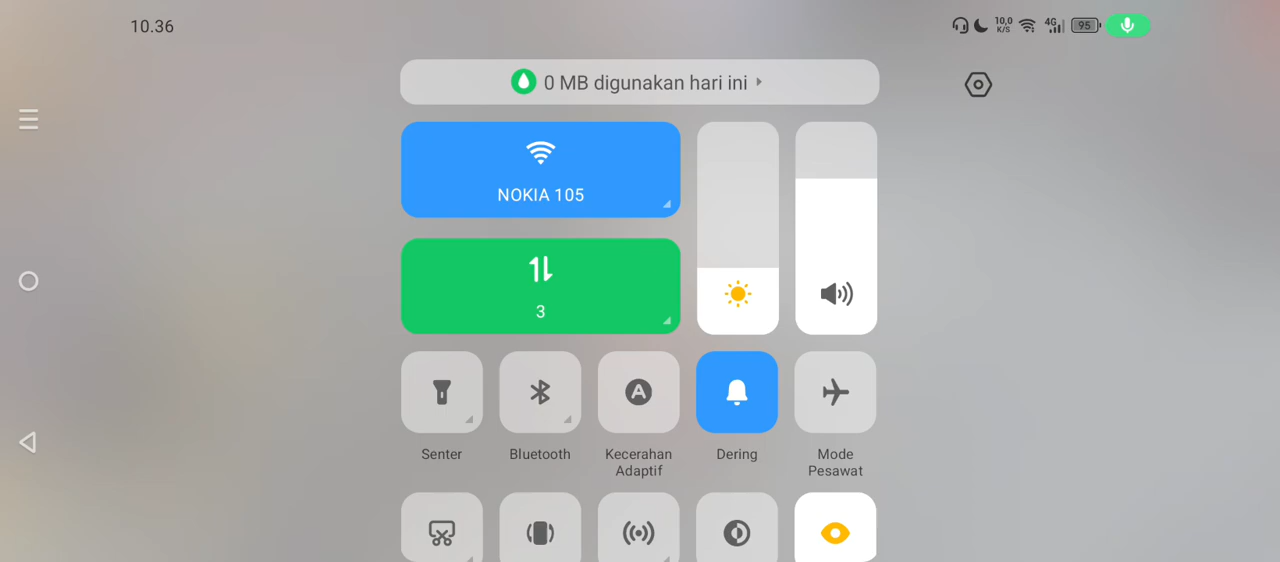 10.36
10,0
K/S
4G
95
0 MB digunakan hari ini
NOKIA 105
3
A
Senter
Bluetooth
Kecerahan
Adaptif
Dering
Mode
Pesawat